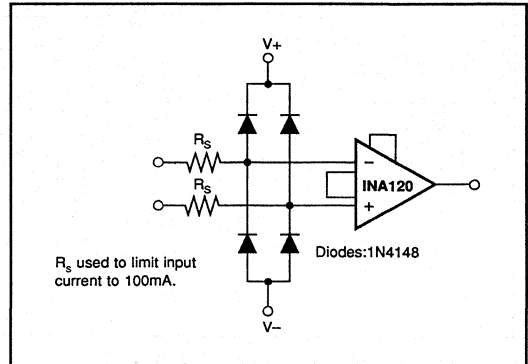 V+
R_S
R_S
−
INA120
+
Diodes:1N4148
R_s used to limit input
current to 100mA.
V−